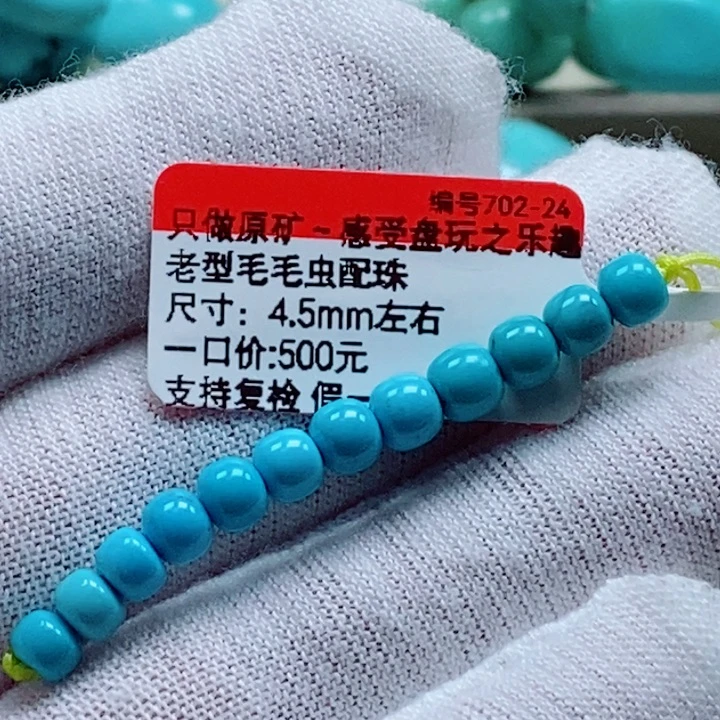 编号702-24
只做原矿~感受盘玩之乐趣
老型毛毛虫配珠
尺寸：4.5mm左右
一口价:500元
支持复检 假一